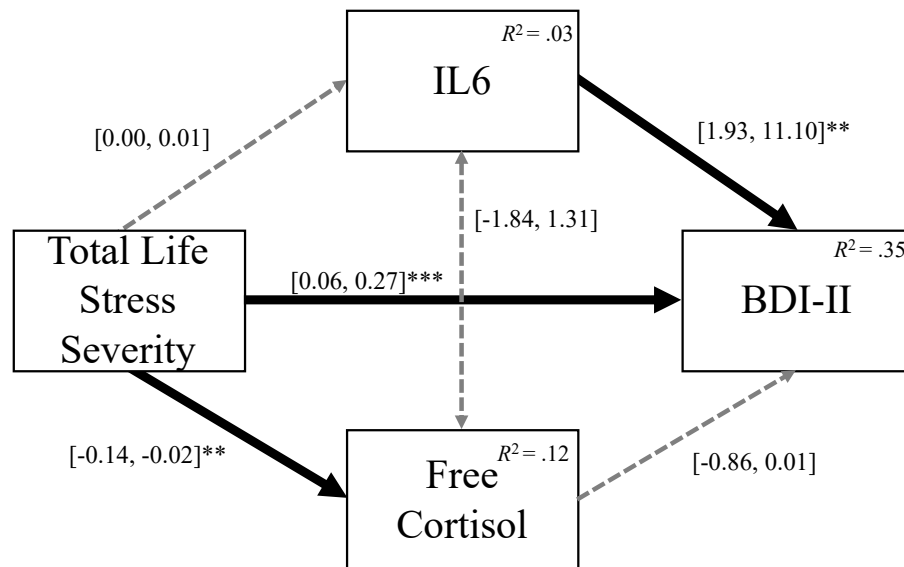 R² = .03
IL6
[0.00, 0.01]
[1.93, 11.10]**
[-1.84, 1.31]
Total Life
Stress
Severity
[0.06, 0.27]***
R² = .35
BDI-II
[-0.14, -0.02]**
R² = .12
Free
Cortisol
[-0.86, 0.01]